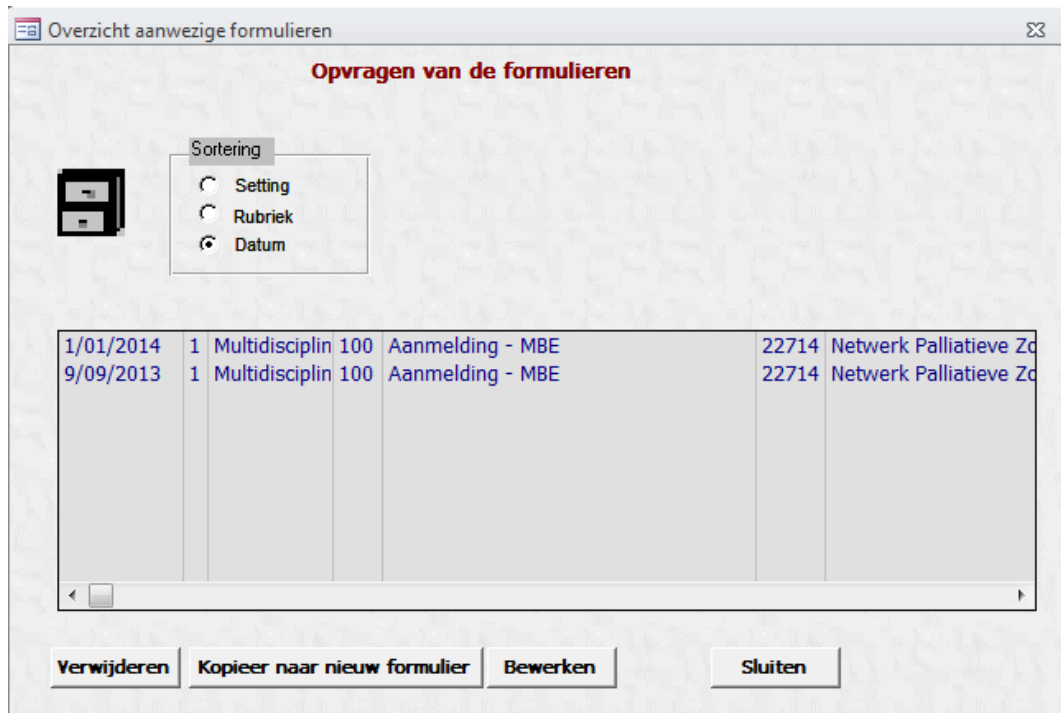 Overzicht aanwezige formulieren
Opvragen van de formulieren
Sortering
Setting
Rubriek
Datum
1/01/2014 1 Multidisciplin 100 Aanmelding - MBE 22714 Netwerk Palliatieve Zo
9/09/2013 1 Multidisciplin 100 Aanmelding - MBE 22714 Netwerk Palliatieve Zo
Verwijderen Kopieer naar nieuw formulier Bewerken Sluiten